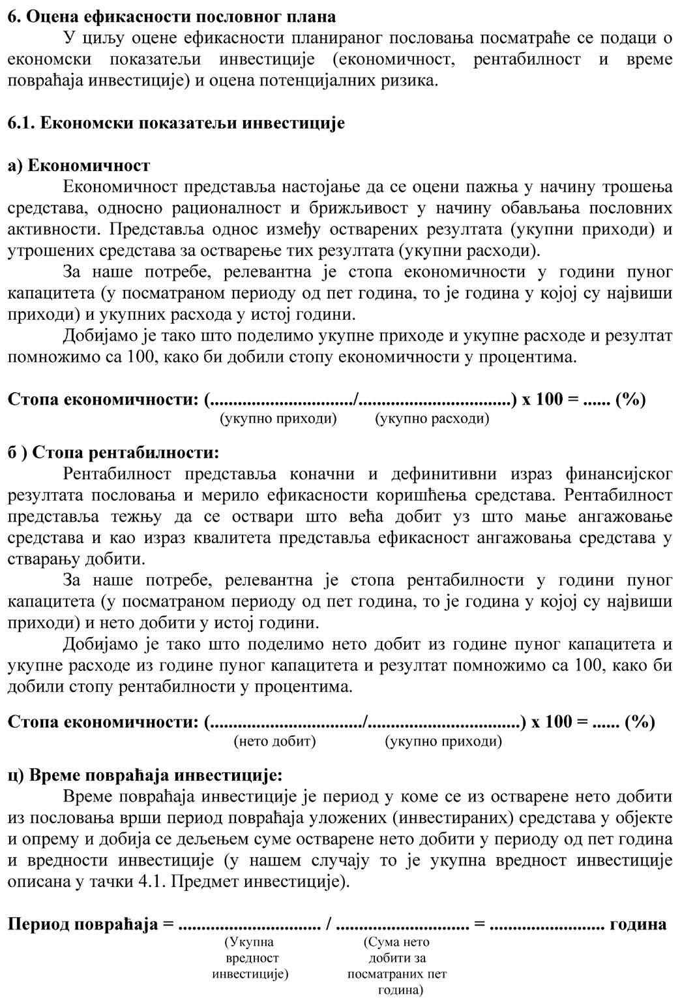 6. Оцена ефикасности пословног плана
У циљу оцене ефикасности планираног пословања посматраће се подаци о
економски показатељи инвестиције (економичност, рентабилност и време
повраћаја инвестиције) и оцена потенцијалних ризика.
6.1. Економски показатељи инвестиције
а) Економичност
Економичност представља настојање да се оцени пажња у начину трошења
средстава, односно рационалност и брижљивост у начину обављања пословних
активности. Представља однос између остварених резултата (укупни приходи) и
утрошених средстава за остварење тих резултата (укупни расходи).
За наше потребе, релевантна је стопа економичности у години пуног
капацитета (у посматраном периоду од пет година, то је година у којој су највиши
приходи) и укупних расхода у истој години.
Добијамо је тако што поделимо укупне приходе и укупне расходе и резултат
помножимо са 100, како би добили стопу економичности у процентима.
Стопа економичности: (.............................../.................................) x 100 = ...... (%)
(укупно приходи) (укупно расходи)
б ) Стопа рентабилности:
Рентабилност представља коначни и дефинитивни израз финансијског
резултата пословања и мерило ефикасности коришћења средстава. Рентабилност
представља тежњу да се оствари што већа добит уз што мање ангажовање
средстава и као израз квалитета представља ефикасност ангажовања средстава у
стварању добити.
За наше потребе, релевантна је стопа рентабилности у години пуног
капацитета (у посматраном периоду од пет година, то је година у којој су највиши
приходи) и нето добити у истој години.
Добијамо је тако што поделимо нето добит из године пуног капацитета и
укупне расходе из године пуног капацитета и резултат помножимо са 100, како би
добили стопу рентабилности у процентима.
Стопа економичности: (................................./.................................) x 100 = ...... (%)
(нето добит) (укупно приходи)
ц) Време повраћаја инвестиције:
Време повраћаја инвестиције је период у коме се из остварене нето добити
из пословања врши период повраћаја уложених (инвестираних) средстава у објекте
и опрему и добија се дељењем суме остварене нето добити у периоду од пет година
и вредности инвестиције (у нашем случају то је укупна вредност инвестиције
описана у тачки 4.1. Предмет инвестиције).
Период повраћаја = ............................... / ............................. = ......................... година
(Укупна (Сума нето
вредност добити за
инвестиције) посматраних пет
година)